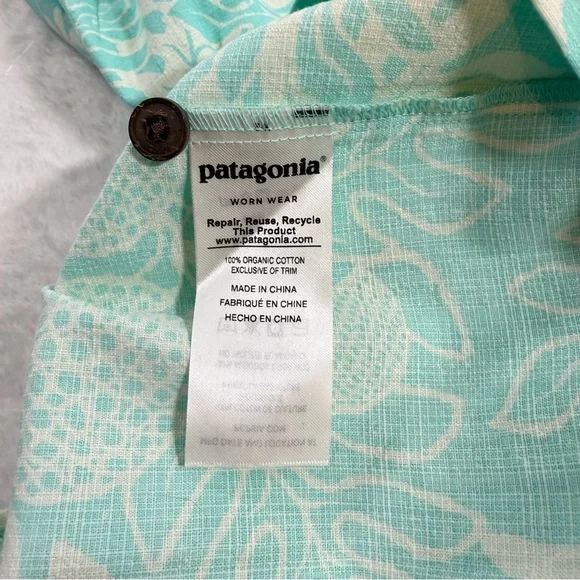 patagonia®
WORN WEAR
Repair, Reuse, Recycle
This Product
www.patagonia.com
100% ORGANIC COTTON
EXCLUSIVE OF TRIM
MADE IN CHINA
FABRIQUÉ EN CHINE
HECHO EN CHINA